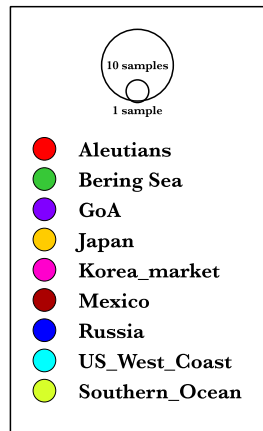 10 samples
1 sample
Aleutians
Bering Sea
GoA
Japan
Korea_market
Mexico
Russia
US_West_Coast
Southern_Ocean